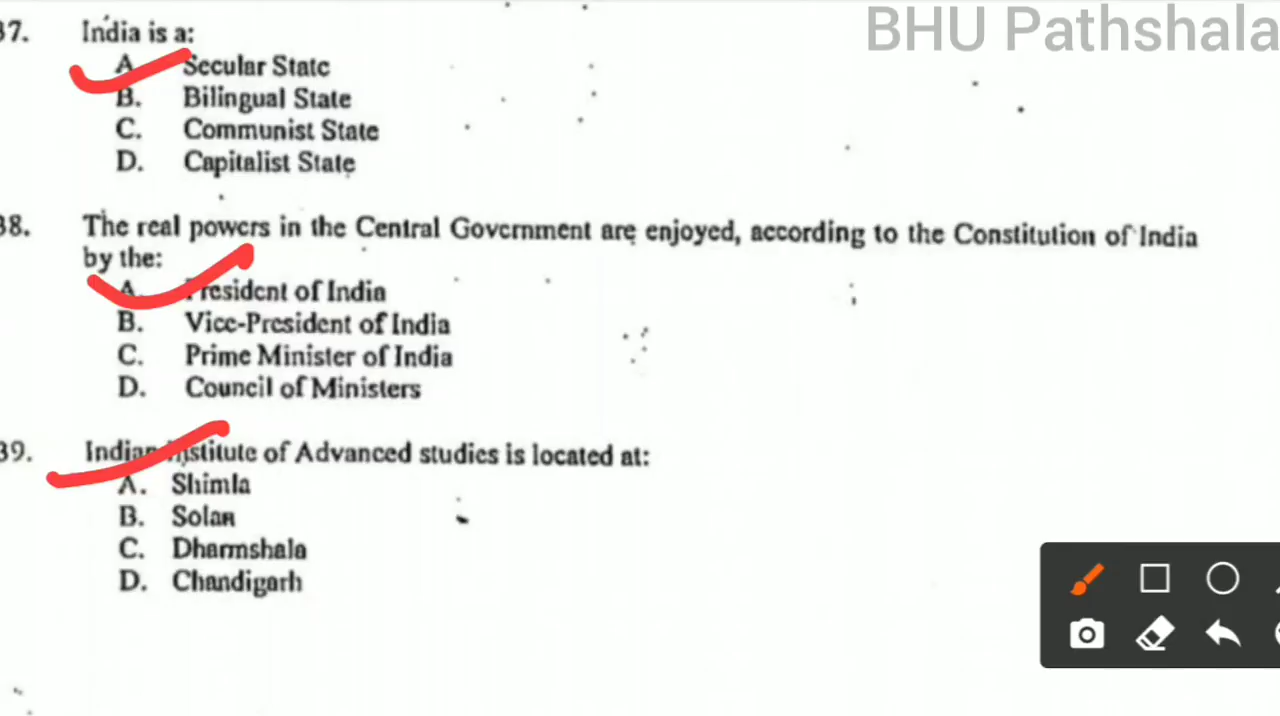 BHU Pathshala
37. India is a:
A. Secular State
B. Bilingual State
C. Communist State
D. Capitalist State
38. The real powers in the Central Government are enjoyed, according to the Constitution of India
by the:
A. President of India
B. Vice-President of India
C. Prime Minister of India
D. Council of Ministers
39. Indian Institute of Advanced studies is located at:
A. Shimla
B. Solan
C. Dharmshala
D. Chandigarh